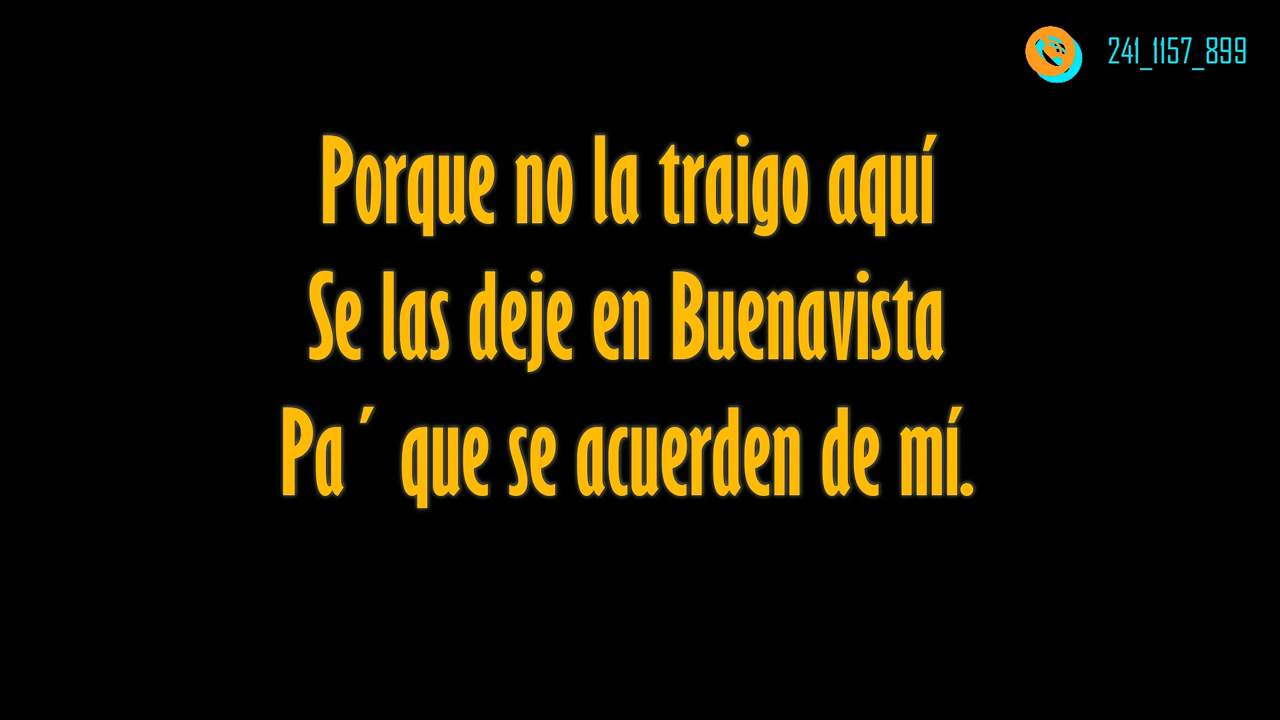 241_1157_899
Porque no la traigo aquí
Se las deje en Buenavista
Pa´ que se acuerden de mí.